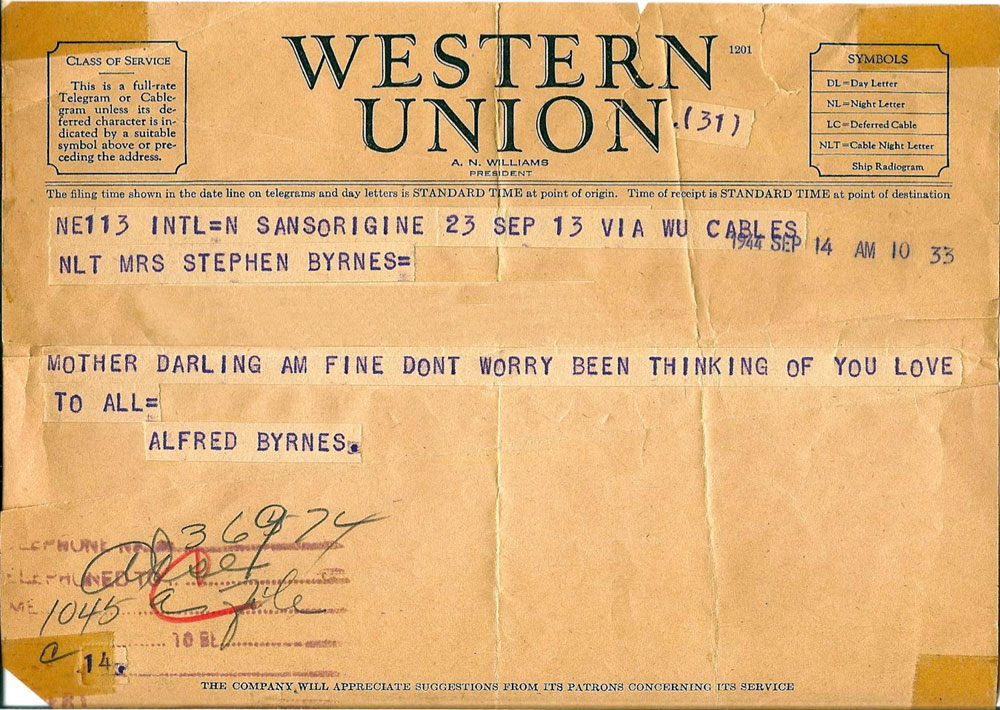 CLASS OF SERVICE
This is a full-rate
Telegram or Cable-
gram unless its de-
ferred character is in-
dicated by a suitable
symbol above or pre-
ceding the address.
WESTERN
UNION
1201
.(31)
A. N. WILLIAMS
PRESIDENT
SYMBOLS
DL=Day Letter
NL=Night Letter
LC=Deferred Cable
NLT=Cable Night Letter
Ship Radiogram
The filing time shown in the date line on telegrams and day letters is STANDARD TIME at point of origin. Time of receipt is STANDARD TIME at point of destination
NE113 INTL=N SANSORIGINE 23 SEP 13 VIA WU CABLES
1944 SEP 14 AM 10 33
NLT MRS STEPHEN BYRNES=
MOTHER DARLING AM FINE DONT WORRY BEEN THINKING OF YOU LOVE
TO ALL=
ALFRED BYRNES.
36974
1045 a
14.
THE COMPANY WILL APPRECIATE SUGGESTIONS FROM ITS PATRONS CONCERNING ITS SERVICE